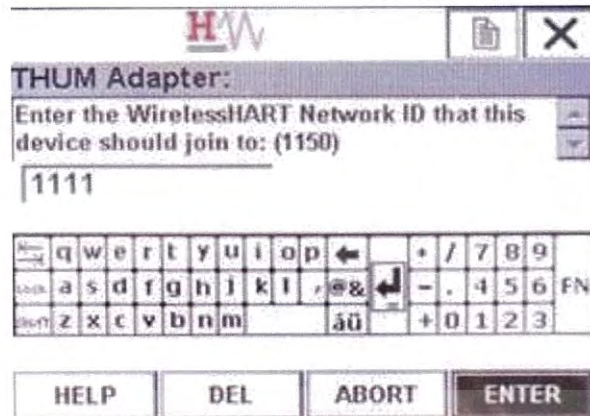 H
THUM Adapter:
Enter the WirelessHART Network ID that this
device should join to: (1150)
1111
q w e r t y u i o p * / 7 8 9
a s d f g h j k l , @& - . 4 5 6 FN
z x c v b n m áü + 0 1 2 3
HELP DEL ABORT ENTER